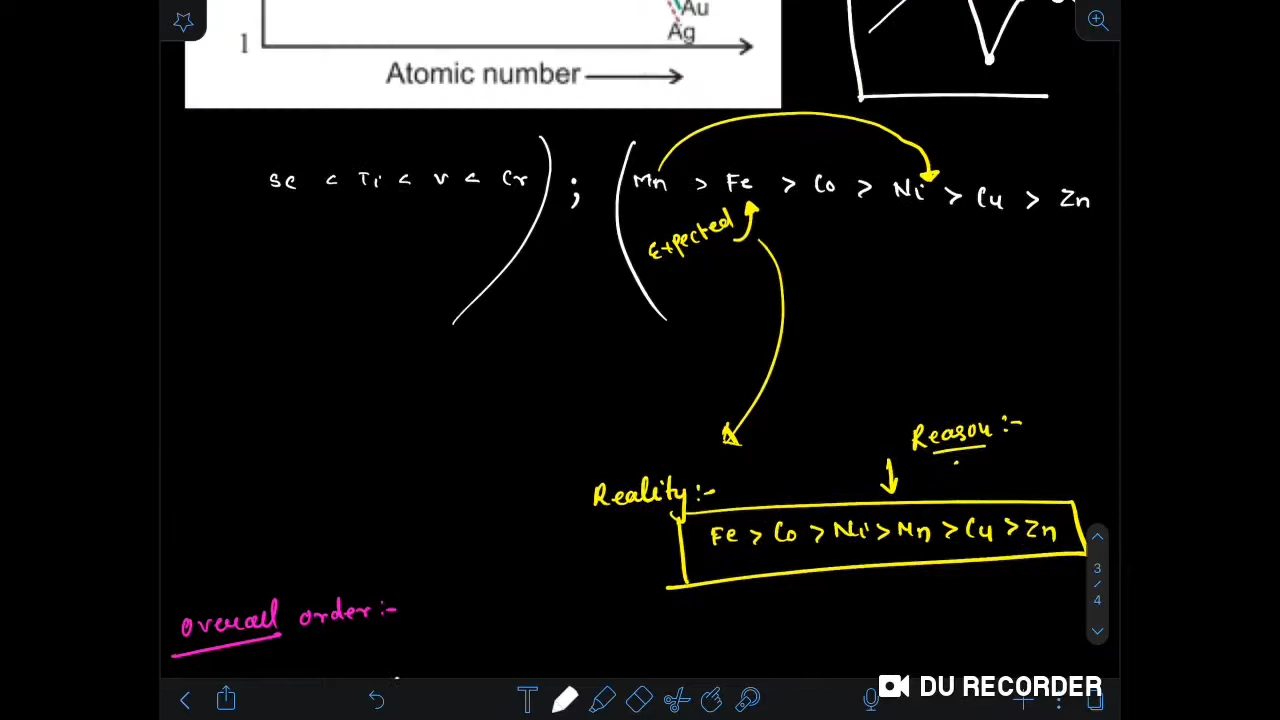 Au
Ag
1
Atomic number
Sc < Ti < V < Cr ) ; ( Mn > Fe > Co > Ni > Cu > Zn
Expected
Reason :-
Reality :-
Fe > Co > Ni > Mn > Cu > Zn
3
/
4
Overall order :-
T
DU RECORDER